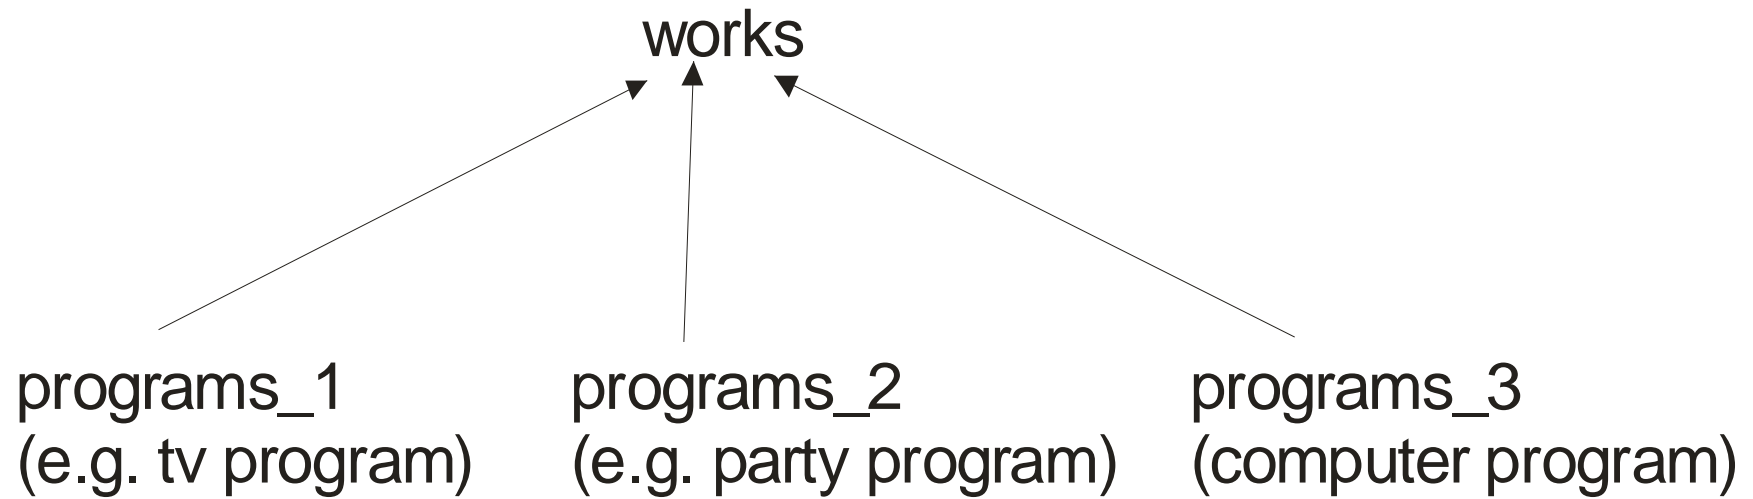 works
programs_1 programs_2 programs_3
(e.g. tv program) (e.g. party program) (computer program)